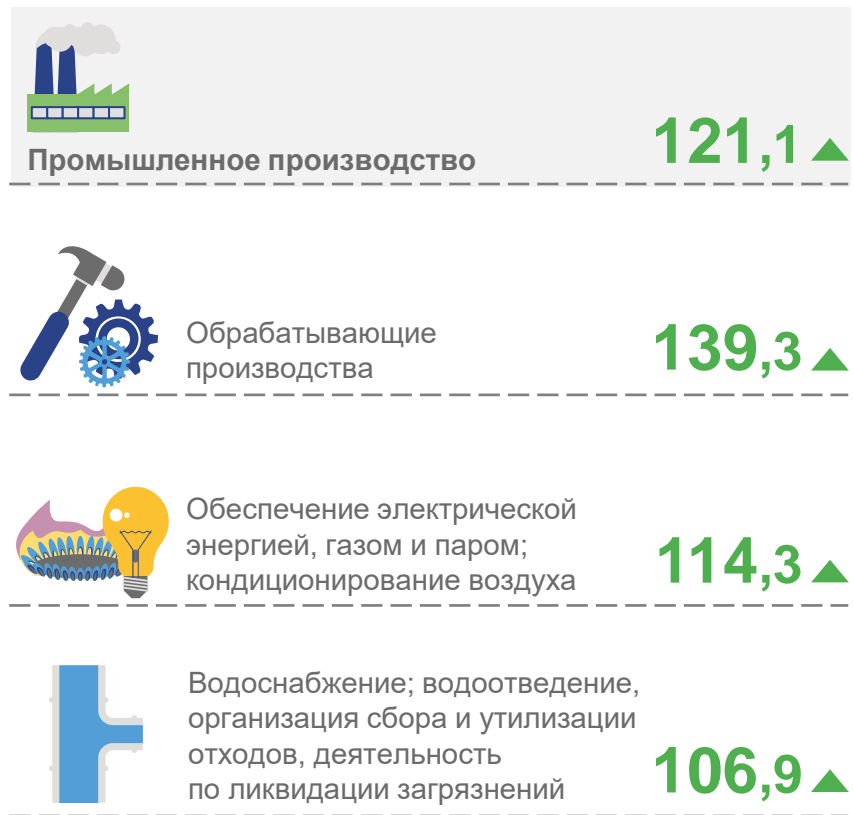 Промышленное производство
121,1
Обрабатывающие
производства
139,3
Обеспечение электрической
энергией, газом и паром;
кондиционирование воздуха
114,3
Водоснабжение; водоотведение,
организация сбора и утилизации
отходов, деятельность
по ликвидации загрязнений
106,9